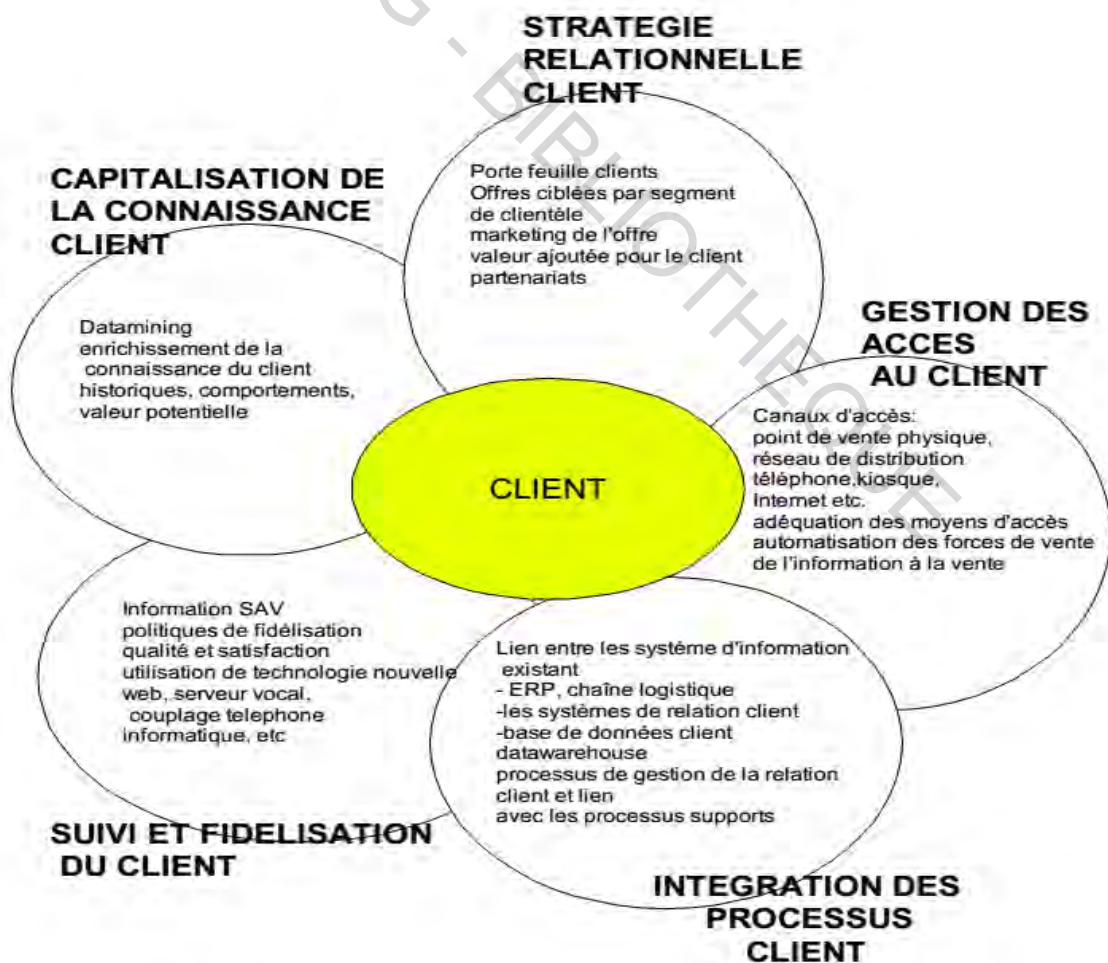 G - BIBLIOTHEQUE
STRATEGIE
RELATIONNELLE
CLIENT
Porte feuille clients
Offres ciblées par segment
de clientèle
marketing de l'offre
valeur ajoutée pour le client
partenariats
CAPITALISATION DE
LA CONNAISSANCE
CLIENT
Datamining
enrichissement de la
connaissance du client
historiques, comportements,
valeur potentielle
GESTION DES
ACCES
AU CLIENT
Canaux d'accès:
point de vente physique,
réseau de distribution
téléphone,kiosque,
Internet etc.
adéquation des moyens d'accès
automatisation des forces de vente
de l'information à la vente
CLIENT
Information SAV
politiques de fidélisation
qualité et satisfaction
utilisation de technologie nouvelle
web, serveur vocal,
couplage telephone
informatique, etc
SUIVI ET FIDELISATION
DU CLIENT
Lien entre les système d'information
existant
- ERP, chaîne logistique
-les systèmes de relation client
-base de données client
datawarehouse
processus de gestion de la relation
client et lien
avec les processus supports
INTEGRATION DES
PROCESSUS
CLIENT